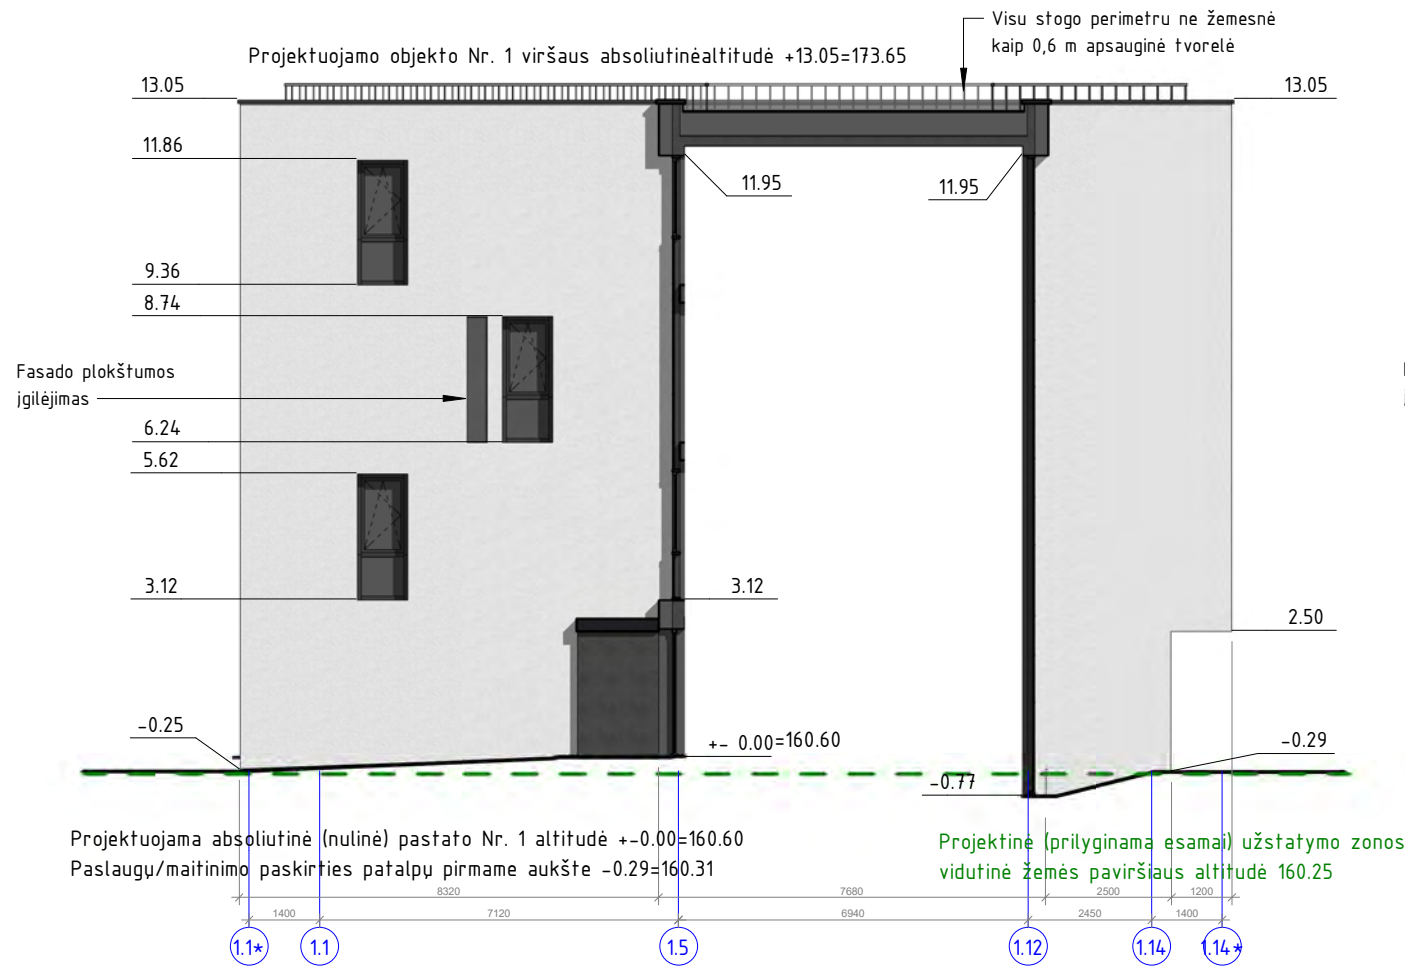 Visu stogo perimetru ne žemesnė
kaip 0,6 m apsauginė tvorelė
Projektuojamo objekto Nr. 1 viršaus absoliutinėaltitudė +13.05=173.65
13.05
13.05
11.86
11.95
11.95
9.36
8.74
Fasado plokštumos
įgilėjimas
6.24
5.62
3.12
3.12
2.50
-0.25
+- 0.00=160.60
-0.29
-0.77
Projektuojama absoliutinė (nulinė) pastato Nr. 1 altitudė +-0.00=160.60
Paslaugų/maitinimo paskirties patalpų pirmame aukšte -0.29=160.31
Projektinė (prilyginama esamai) užstatymo zonos
vidutinė žemės paviršiaus altitudė 160.25
8320 7680 2500 1200
1400 7120 6940 2450 1400
1.1* 1.1 1.5 1.12 1.14 1.14*